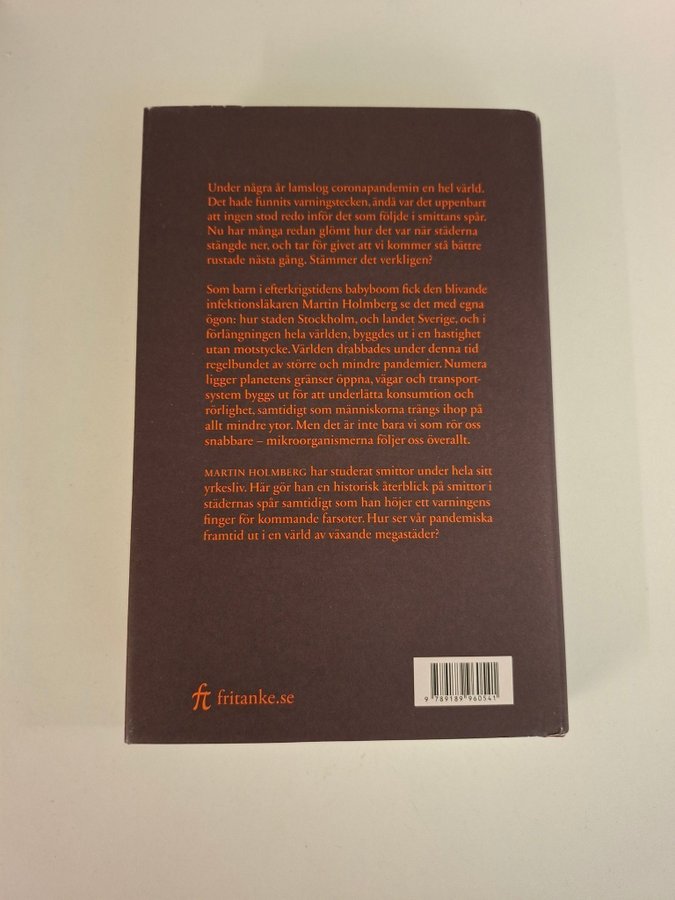 Under några år lamslog coronapandemin en hel värld.
Det hade funnits varningstecken, ändå var det uppenbart
att ingen stod redo inför det som följde i smittans spår.
Nu har många redan glömt hur det var när städerna
stängde ner, och tar för givet att vi kommer stå bättre
rustade nästa gång. Stämmer det verkligen?
Som barn i efterkrigstidens babyboom fick den blivande
infektionsläkaren Martin Holmberg se det med egna
ögon: hur staden Stockholm, och landet Sverige, och i
förlängningen hela världen, byggdes ut i en hastighet
utan motstycke. Världen drabbades under denna tid
regelbundet av större och mindre pandemier. Numera
ligger planetens gränser öppna, vägar och transport-
system byggs ut för att underlätta konsumtion och
rörlighet, samtidigt som människorna trängs ihop på
allt mindre ytor. Men det är inte bara vi som rör oss
snabbare – mikroorganismerna följer oss överallt.
MARTIN HOLMBERG har studerat smittor under hela sitt
yrkesliv. Här gör han en historisk återblick på smittor i
städernas spår samtidigt som han höjer ett varningens
finger för kommande farsoter. Hur ser vår pandemiska
framtid ut i en värld av växande megastäder?
ft fritanke.se
9 789189 960541